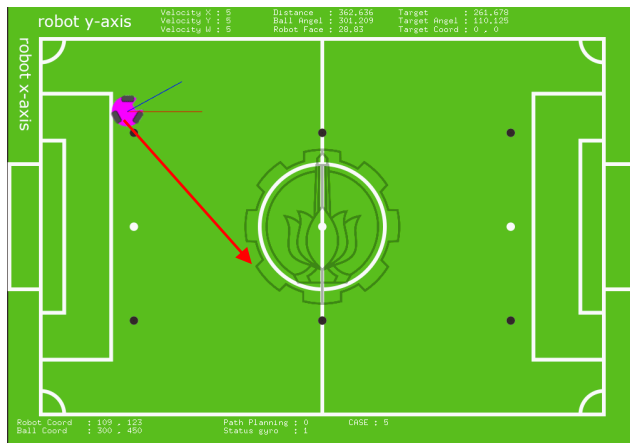 robot y-axis
robot x-axis
Velocity X : 5 Distance : 362,636 Target : 261,678
Velocity Y : 5 Ball Angel : 301,209 Target Angel : 110,125
Velocity W : 5 Robot Face : 28,83 Target Coord : 0 , 0
Robot Coord : 109 , 123 Path Planning : 0 CASE : 5
Ball Coord : 300 , 450 Status gyro : 1